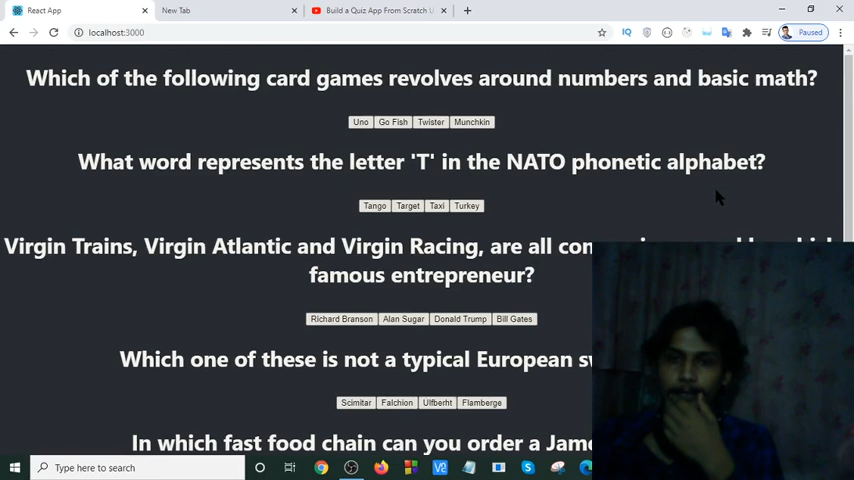 React App
New Tab
Build a Quiz App From Scratch U
localhost:3000
IQ
Paused
Which of the following card games revolves around numbers and basic math?
Uno Go Fish Twister Munchkin
What word represents the letter 'T' in the NATO phonetic alphabet?
Tango Target Taxi Turkey
Virgin Trains, Virgin Atlantic and Virgin Racing, are all
famous entrepreneur?
Richard Branson Alan Sugar Donald Trump Bill Gates
Which one of these is not a typical European
Scimitar Falchion Ulfberht Flamberge
In which fast food chain can you order a
Type here to search